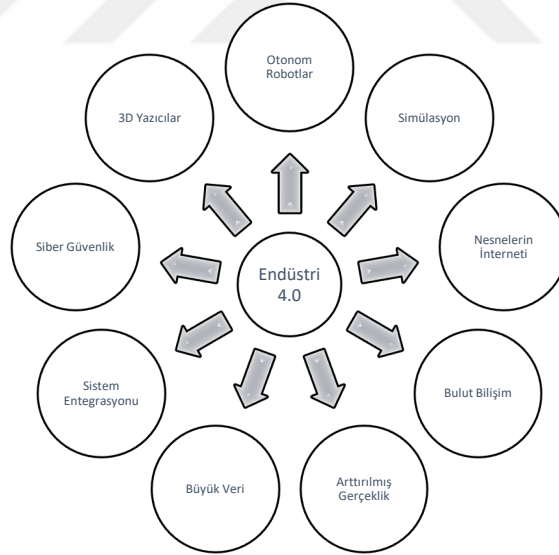 Otonom
Robotlar
3D Yazıcılar
Simülasyon
Siber Güvenlik
Nesnelerin
İnterneti
Endüstri
4.0
Sistem
Entegrasyonu
Bulut Bilişim
Büyük Veri
Arttırılmış
Gerçeklik